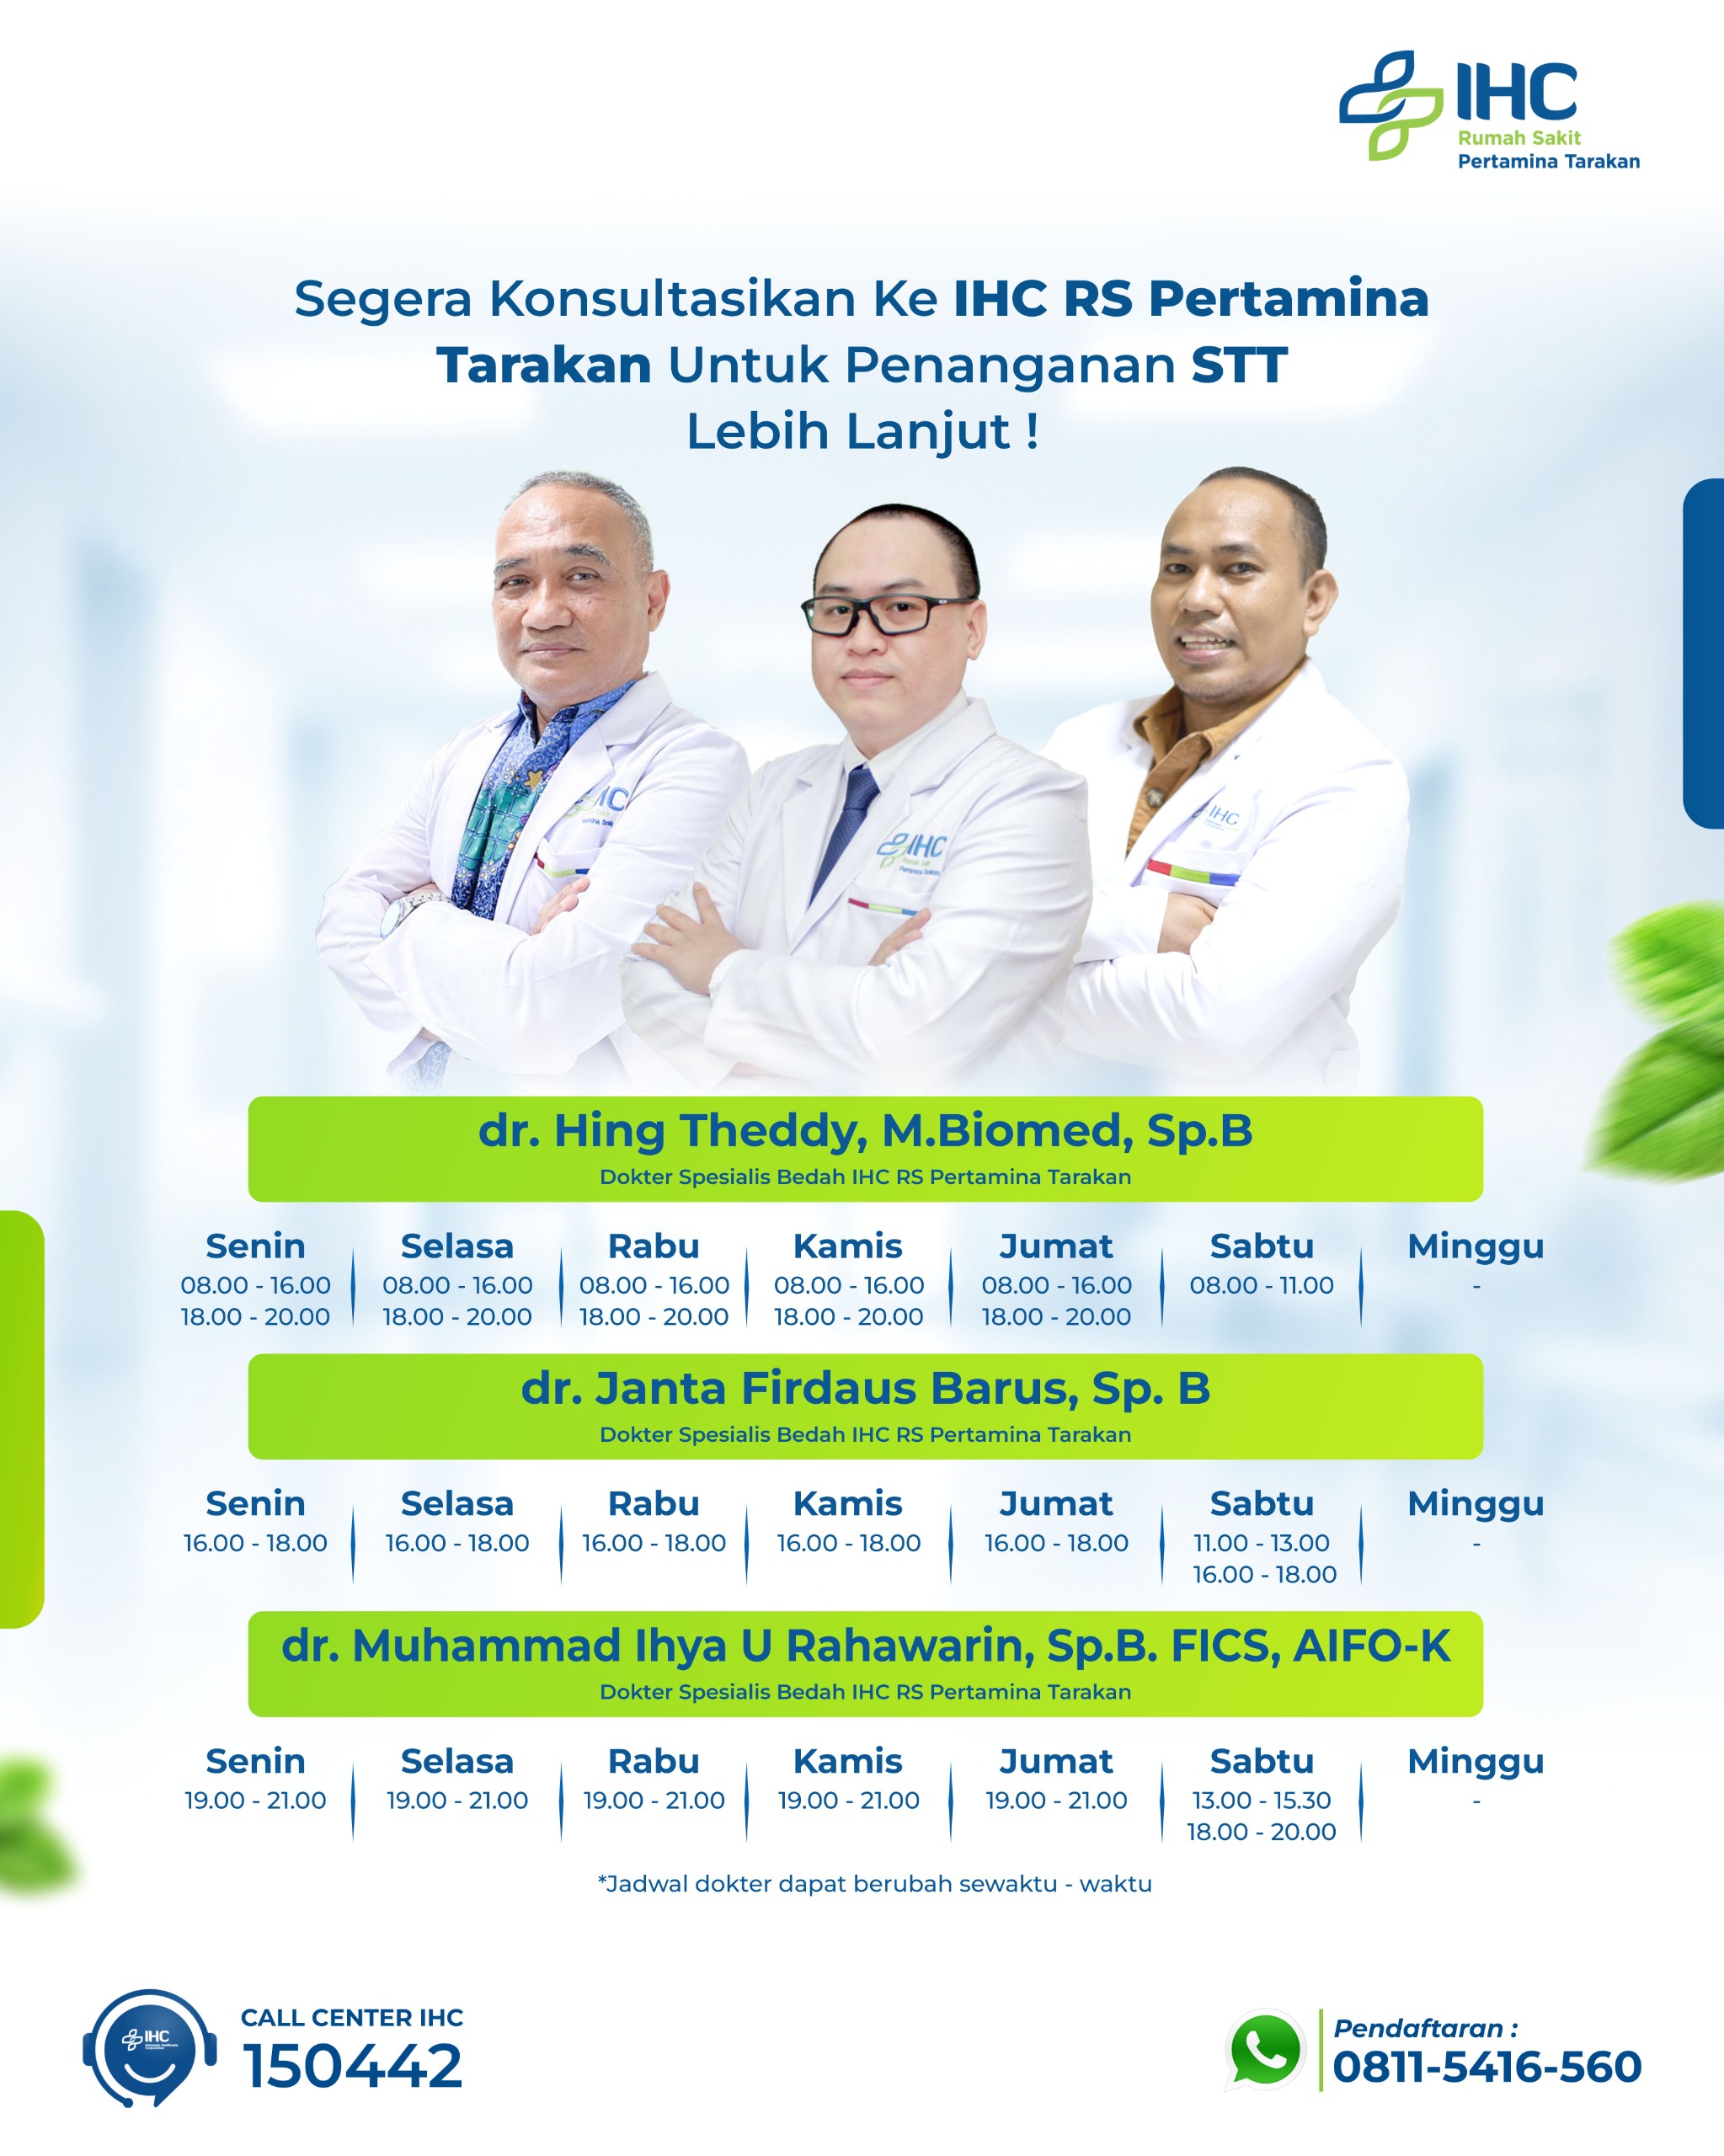 IHC
Rumah Sakit
Pertamina Tarakan
Segera Konsultasikan Ke IHC RS Pertamina
Tarakan Untuk Penanganan STT
Lebih Lanjut !
IHC
IHC
Rumah Sakit
Pertamina Tarakan
IHC
dr. Hing Theddy, M.Biomed, Sp.B
Dokter Spesialis Bedah IHC RS Pertamina Tarakan
Senin Selasa Rabu Kamis Jumat Sabtu Minggu
08.00 - 16.00 08.00 - 16.00 08.00 - 16.00 08.00 - 16.00 08.00 - 16.00 08.00 - 11.00 -
18.00 - 20.00 18.00 - 20.00 18.00 - 20.00 18.00 - 20.00 18.00 - 20.00
dr. Janta Firdaus Barus, Sp. B
Dokter Spesialis Bedah IHC RS Pertamina Tarakan
Senin Selasa Rabu Kamis Jumat Sabtu Minggu
16.00 - 18.00 16.00 - 18.00 16.00 - 18.00 16.00 - 18.00 16.00 - 18.00 11.00 - 13.00 -
16.00 - 18.00
dr. Muhammad Ihya U Rahawarin, Sp.B. FICS, AIFO-K
Dokter Spesialis Bedah IHC RS Pertamina Tarakan
Senin Selasa Rabu Kamis Jumat Sabtu Minggu
19.00 - 21.00 19.00 - 21.00 19.00 - 21.00 19.00 - 21.00 19.00 - 21.00 13.00 - 15.30 -
18.00 - 20.00
*Jadwal dokter dapat berubah sewaktu - waktu
IHC
CALL CENTER IHC
150442
Pendaftaran :
0811-5416-560